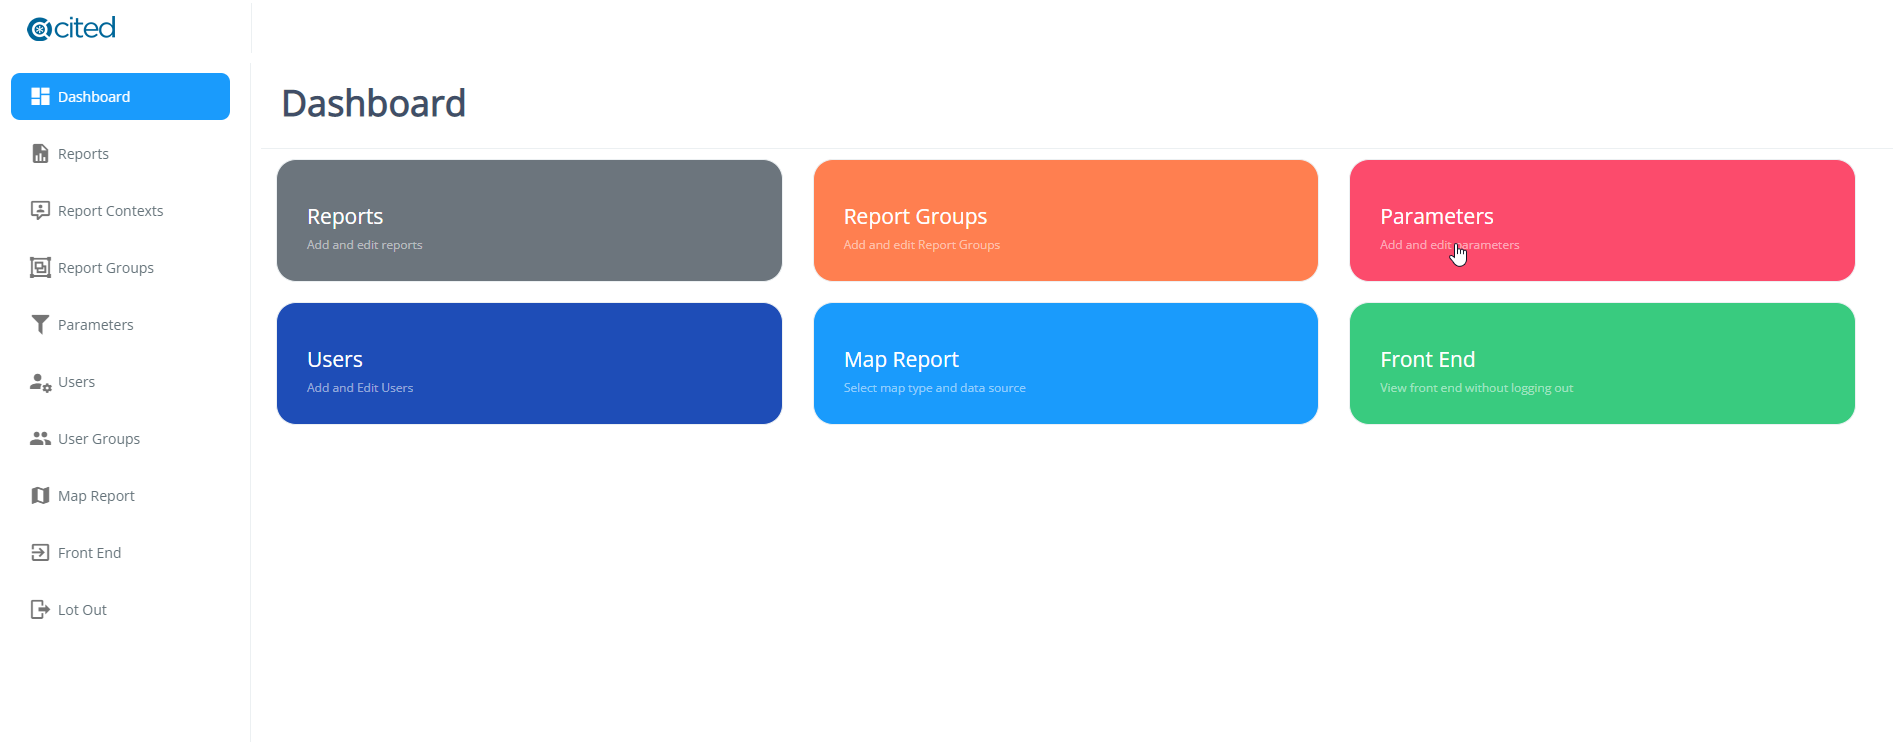 cited
Dashboard
Reports
Report Contexts
Report Groups
Parameters
Users
User Groups
Map Report
Front End
Lot Out
Dashboard
Reports
Add and edit reports
Report Groups
Add and edit Report Groups
Parameters
Add and edit parameters
Users
Add and Edit Users
Map Report
Select map type and data source
Front End
View front end without logging out